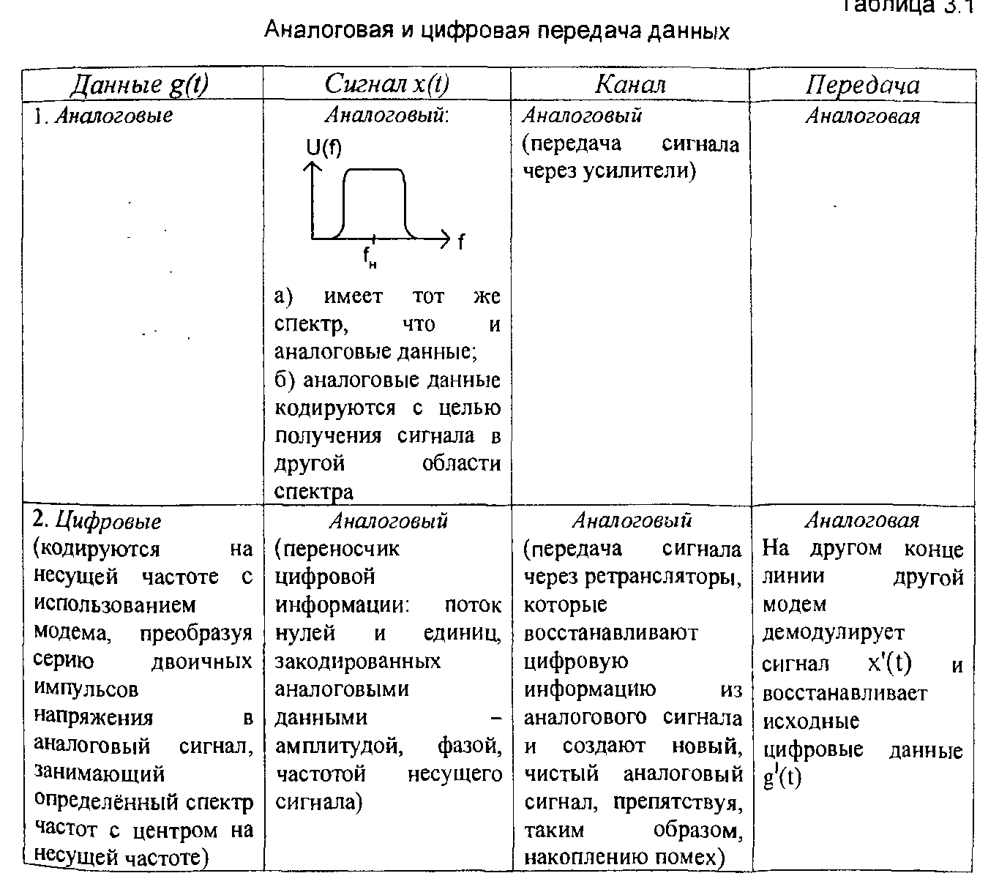 Таблица 3.1
Аналоговая и цифровая передача данных
Данные g(t)
Сигнал x(t)
Канал
Передача
1. Аналоговые
Аналоговый:
U(f)
f
fн
а) имеет тот же
спектр, что и
аналоговые данные;
б) аналоговые данные
кодируются с целью
получения сигнала в
другой области
спектра
Аналоговый
(передача сигнала
через усилители)
Аналоговая
2. Цифровые
(кодируются на
несущей частоте с
использованием
модема, преобразуя
серию двоичных
импульсов
напряжения в
аналоговый сигнал,
занимающий
определённый спектр
частот с центром на
несущей частоте)
Аналоговый
(переносчик
цифровой
информации: поток
нулей и единиц,
закодированных
аналоговыми
данными –
амплитудой, фазой,
частотой несущего
сигнала)
Аналоговый
(передача сигнала
через ретрансляторы,
которые
восстанавливают
цифровую
информацию из
аналогового сигнала
и создают новый,
чистый аналоговый
сигнал, препятствуя,
таким образом,
накоплению помех)
Аналоговая
На другом конце
линии другой
модем
демодулирует
сигнал x'(t) и
восстанавливает
исходные
цифровые данные
g'(t)